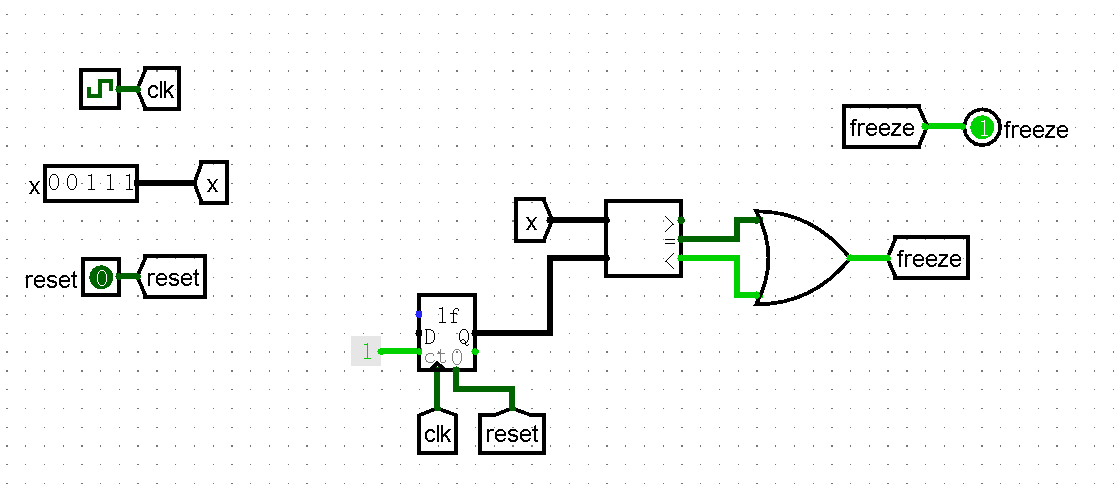 clk
freeze
1 freeze
x 0 0 1 1 1
x
x
>
=
<
reset 0
reset
freeze
1f
D Q
1
ct 0
clk
reset